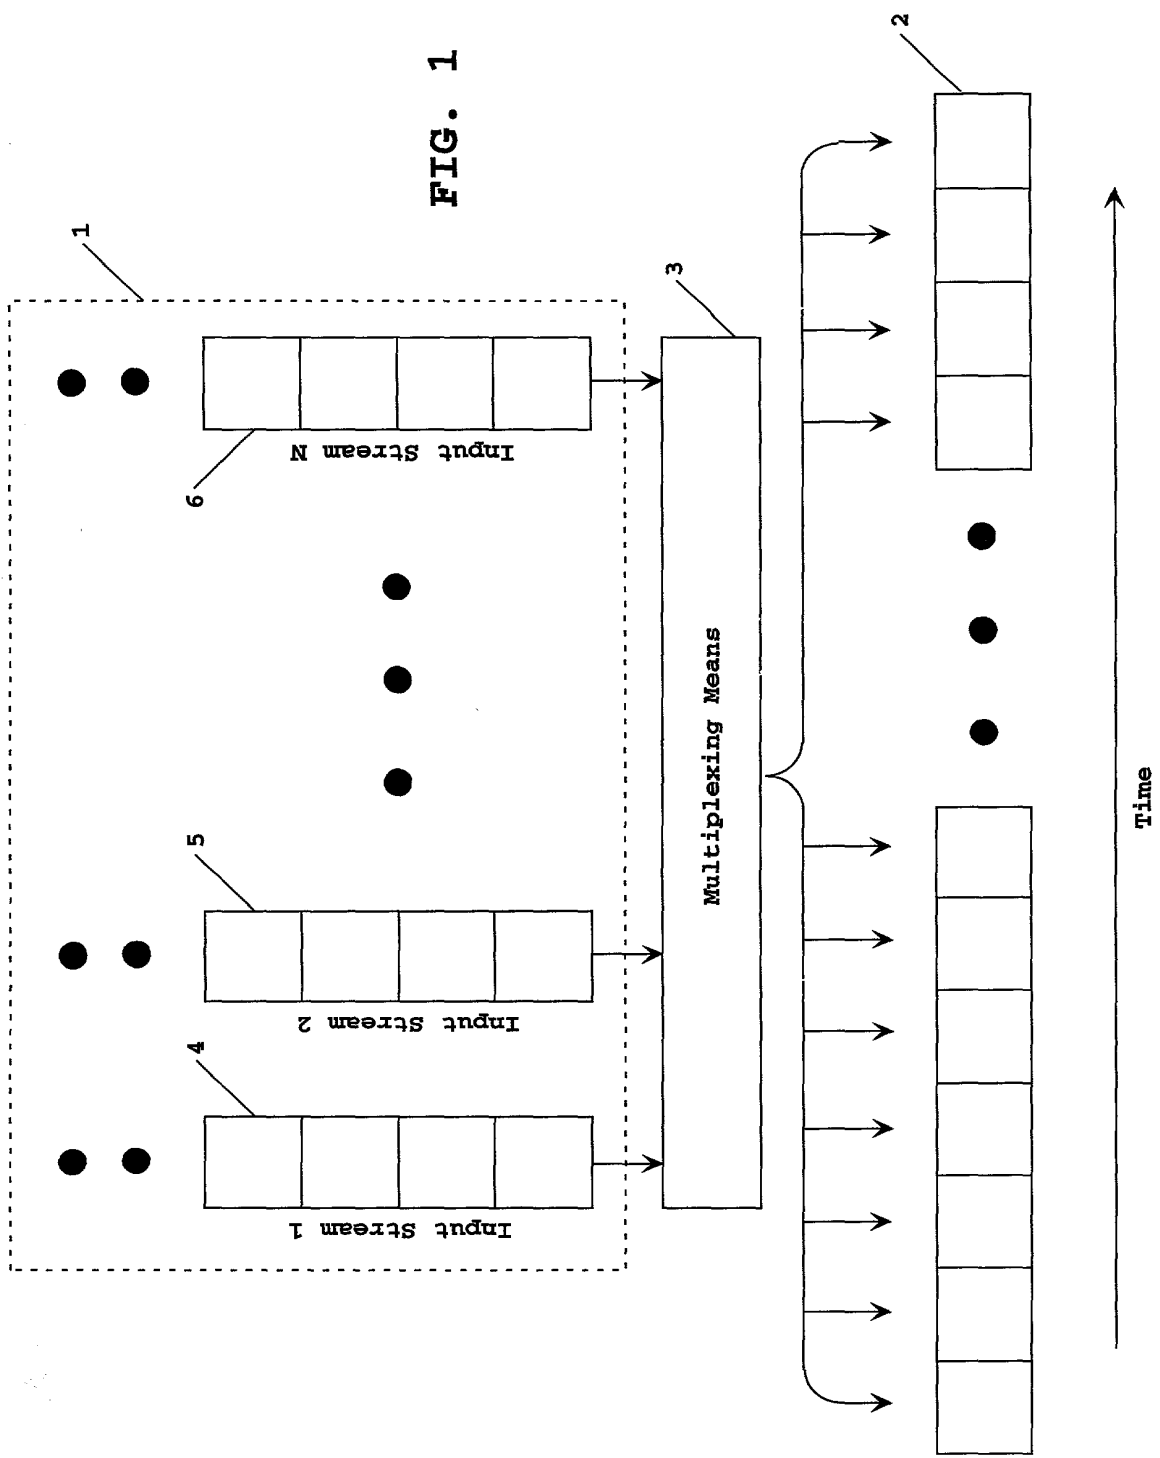 FIG. 1
1
6
Input Stream N
5
Input Stream 2
4
Input Stream 1
3
Multiplexing Means
2
Time